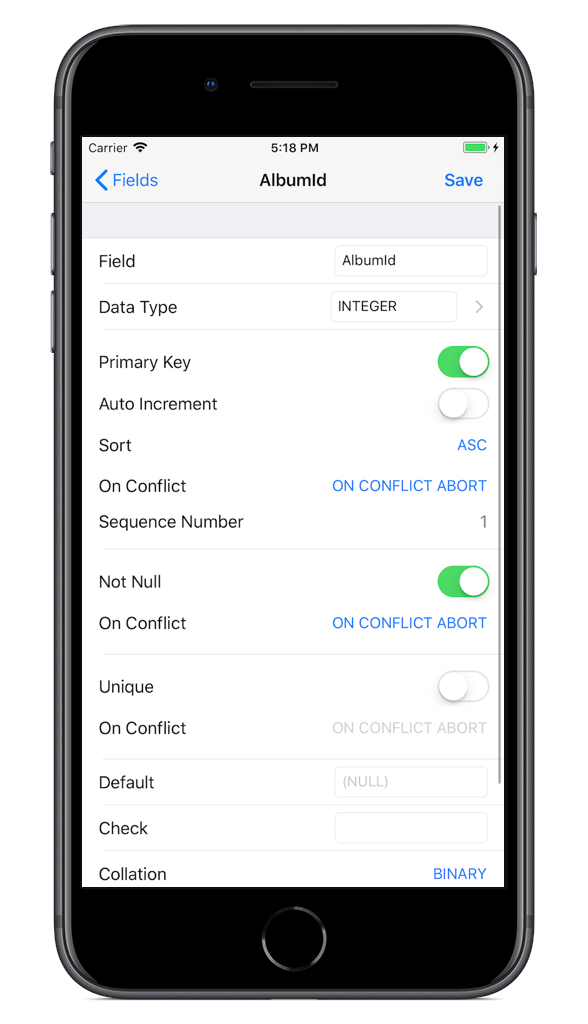 Carrier 5:18 PM
Fields AlbumId Save
Field AlbumId
Data Type INTEGER
Primary Key
Auto Increment
Sort ASC
On Conflict ON CONFLICT ABORT
Sequence Number 1
Not Null
On Conflict ON CONFLICT ABORT
Unique
On Conflict ON CONFLICT ABORT
Default (NULL)
Check
Collation BINARY